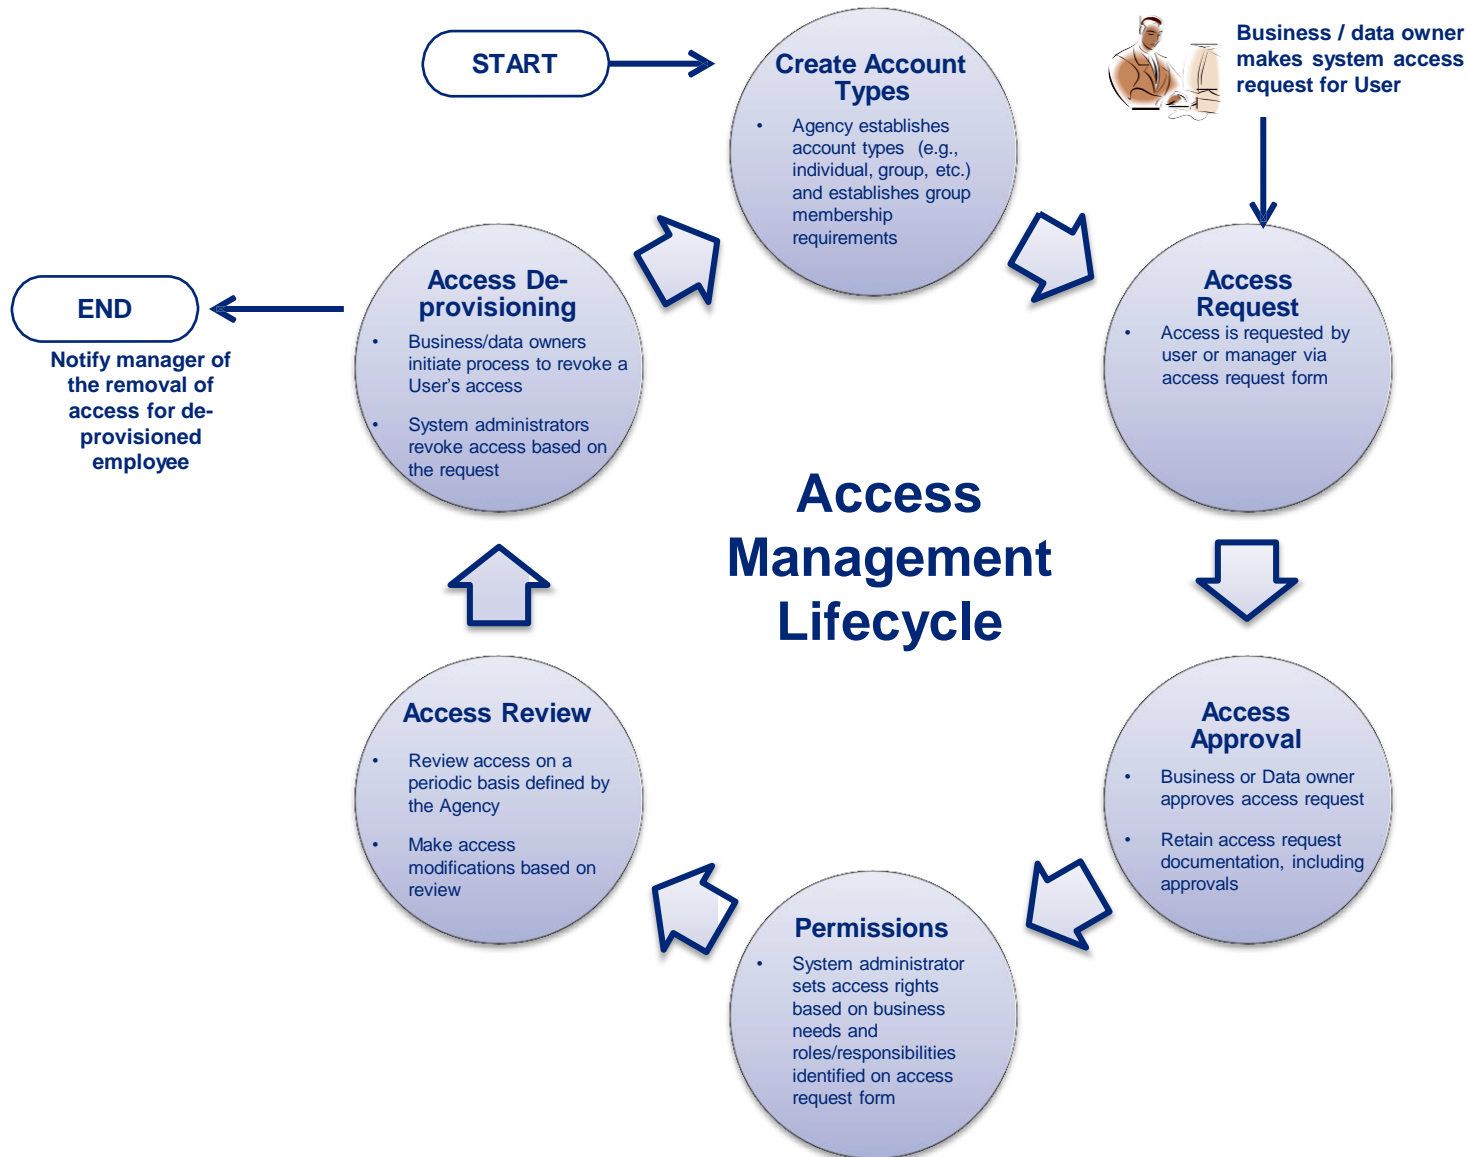 START
Create Account
Types
• Agency establishes
account types (e.g.,
individual, group, etc.)
and establishes group
membership
requirements
Business / data owner
makes system access
request for User
Access
Request
• Access is requested by
user or manager via
access request form
Access
Approval
• Business or Data owner
approves access request
• Retain access request
documentation, including
approvals
Permissions
• System administrator
sets access rights
based on business
needs and
roles/responsibilities
identified on access
request form
Access Review
• Review access on a
periodic basis defined by
the Agency
• Make access
modifications based on
review
Access De-
provisioning
• Business/data owners
initiate process to revoke a
User's access
• System administrators
revoke access based on
the request
END
Notify manager of
the removal of
access for de-
provisioned
employee
Access
Management
Lifecycle